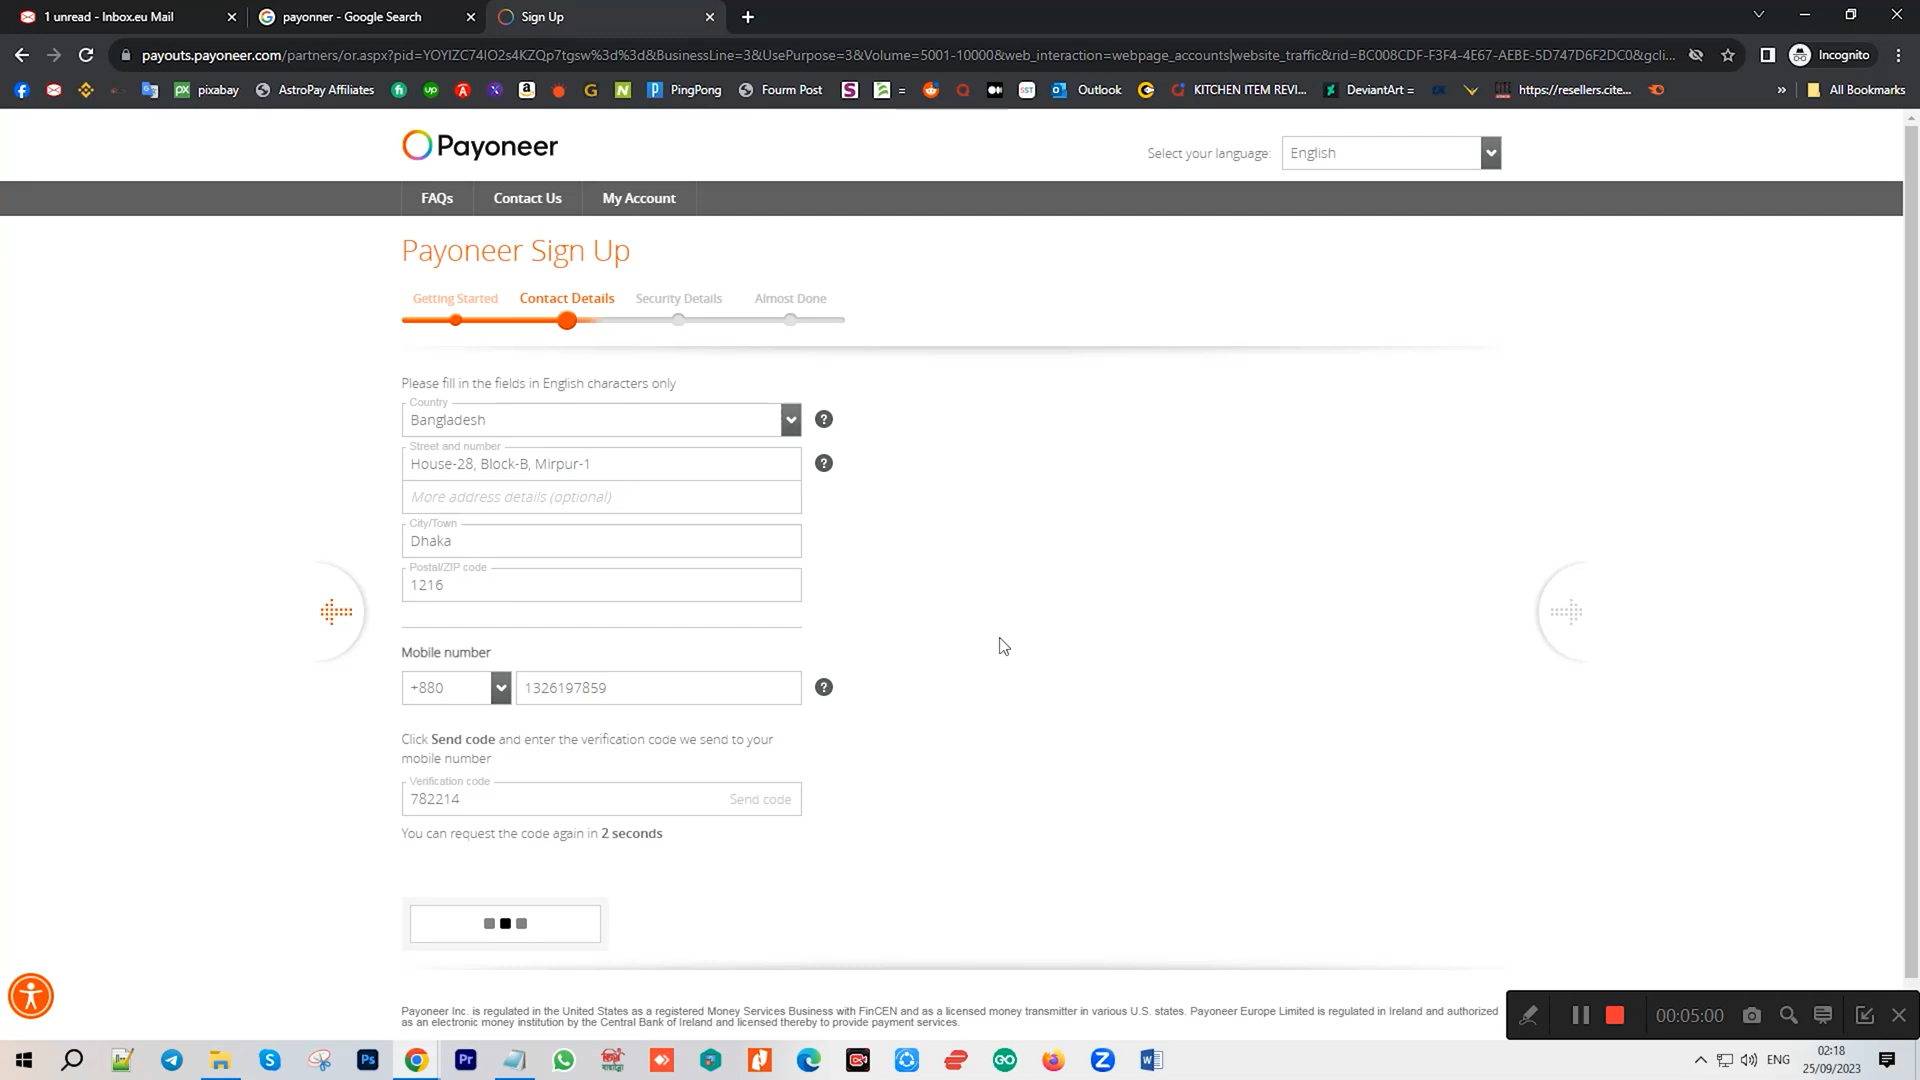 1 unread - Inbox.eu Mail
payonner - Google Search
Sign Up
payouts.payoneer.com/partners/or.aspx?pid=YOYIZC74IO2s4KZQp7tgsw%3d%3d&BusinessLine=3&UsePurpose=3&Volume=5001-10000&web_interaction=webpage_accounts|website_traffic&rid=BC008CDF-F3F4-4E67-AEBE-5D747D6F2DC0&gcli...
Incognito
pixabay
AstroPay Affiliates
PingPong
Fourm Post
=
Outlook
KITCHEN ITEM REVI...
DeviantArt =
https://resellers.cite...
»
All Bookmarks
Payoneer
Select your language:
English
FAQs
Contact Us
My Account
Payoneer Sign Up
Getting Started
Contact Details
Security Details
Almost Done
Please fill in the fields in English characters only
Country
Bangladesh
?
Street and number
House-28, Block-B, Mirpur-1
?
More address details (optional)
City/Town
Dhaka
Postal/ZIP code
1216
Mobile number
+880
1326197859
?
Click Send code and enter the verification code we send to your
mobile number
Verification code
782214
Send code
You can request the code again in 2 seconds
Payoneer Inc. is regulated in the United States as a registered Money Services Business with FinCEN and as a licensed money transmitter in various U.S. states. Payoneer Europe Limited is regulated in Ireland and authorized
as an electronic money institution by the Central Bank of Ireland and licensed thereby to provide payment services.
00:05:00
Ps
Pr
GO
ENG
02:18
25/09/2023